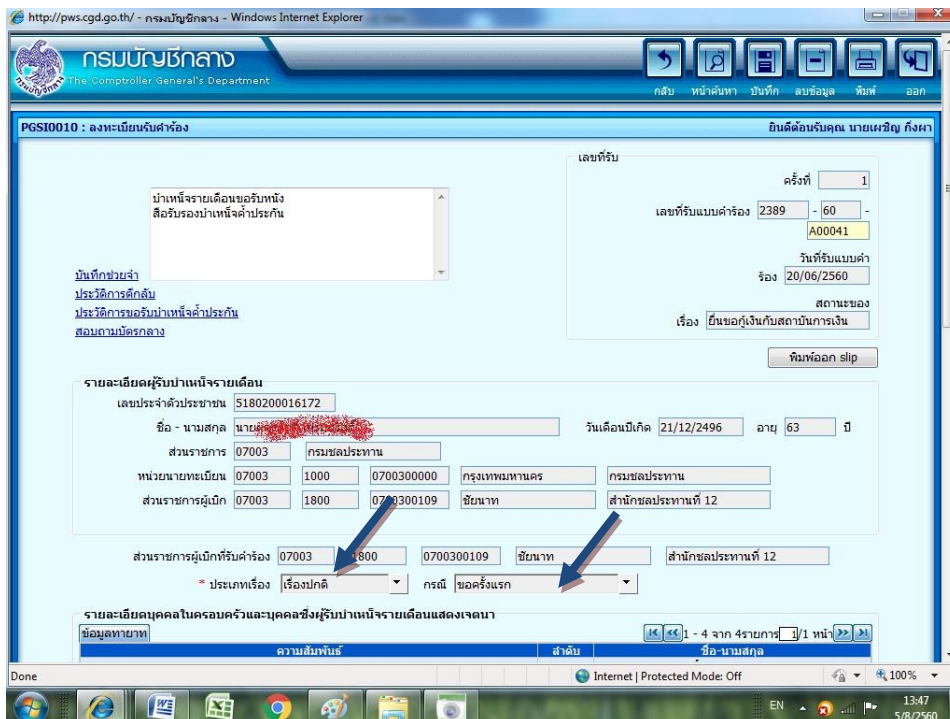 http://pws.cgd.go.th/ - กรมบัญชีกลาง - Windows Internet Explorer
กรมบัญชีกลาง
The Comptroller General's Department
กลับ หน้าค้นหา บันทึก ลบข้อมูล พิมพ์ ออก
PGSI0010 : ลงทะเบียนรับคำร้อง ยินดีต้อนรับคุณ นายเผชิญ กิ่งผา
เลขที่รับ
ครั้งที่ 1
บำเหน็จรายเดือนขอรับหนัง
สือรับรองบำเหน็จค้ำประกัน
เลขที่รับแบบคำร้อง 2389 - 60 -
A00041
วันที่รับแบบคำ
ร้อง 20/06/2560
บันทึกช่วยจำ
ประวัติการตีกลับ
ประวัติการขอรับบำเหน็จค้ำประกัน
สอบถามบัตรกลาง
สถานะของ
เรื่อง ยื่นขอกู้เงินกับสถาบันการเงิน
พิมพ์ออก slip
รายละเอียดผู้รับบำเหน็จรายเดือน
เลขประจำตัวประชาชน 5180200016172
ชื่อ - นามสกุล วันเดือนปีเกิด 21/12/2496 อายุ 63 ปี
ส่วนราชการ 07003 กรมชลประทาน
หน่วยนายทะเบียน 07003 1000 0700300000 กรุงเทพมหานคร กรมชลประทาน
ส่วนราชการผู้เบิก 07003 1800 0700300109 ชัยนาท สำนักชลประทานที่ 12
ส่วนราชการผู้เบิกที่รับคำร้อง 07003 1800 0700300109 ชัยนาท สำนักชลประทานที่ 12
* ประเภทเรื่อง เรื่องปกติ กรณี ขอครั้งแรก
รายละเอียดบุคคลในครอบครัวและบุคคลซึ่งผู้รับบำเหน็จรายเดือนแสดงเจตนา
ข้อมูลทายาท 1 - 4 จาก 4รายการ 1/1 หน้า
ความสัมพันธ์ ลำดับ ชื่อ-นามสกุล
Done Internet | Protected Mode: Off 100%
EN 13:47
5/8/2560